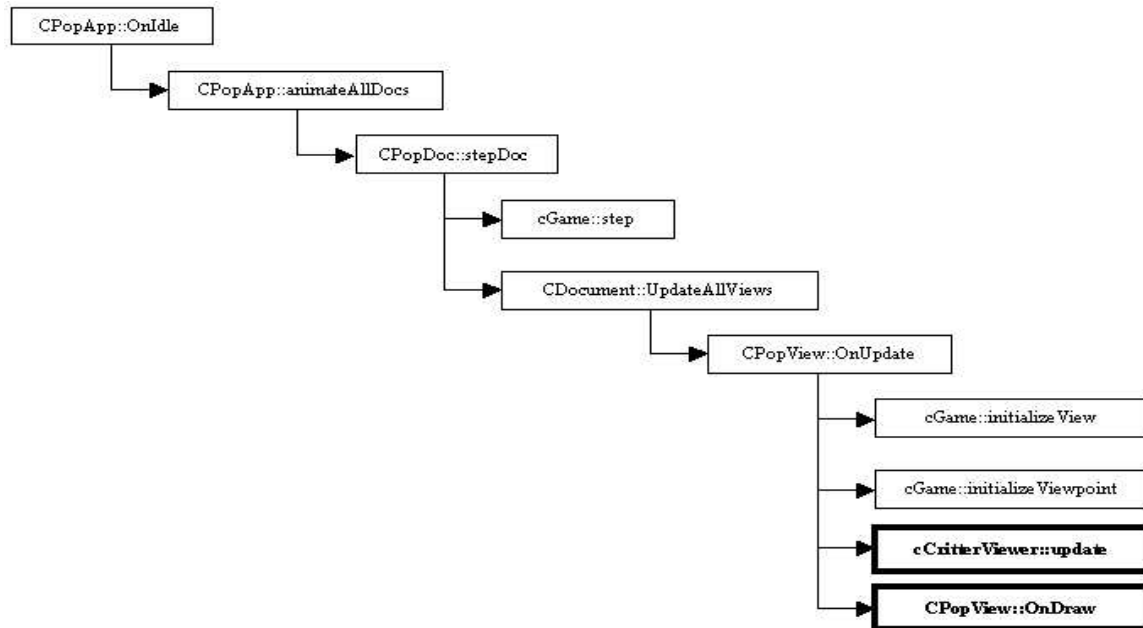 CPopApp::OnIdle
CPopApp::animateAllDocs
CPopDoc::stepDoc
cGame::step
CDocument::UpdateAllViews
CPopView::OnUpdate
cGame::initializeView
cGame::initializeViewpoint
cCritterViewer::update
CPopView::OnDraw